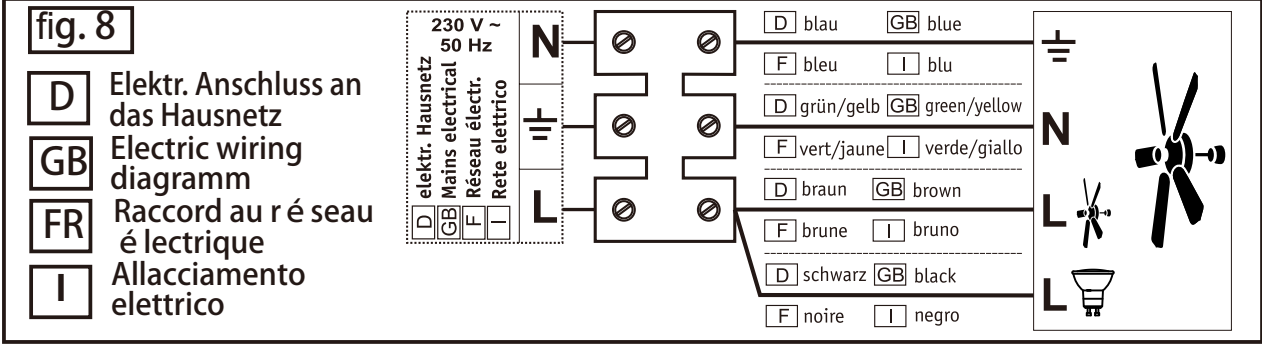 fig. 8
D Elektr. Anschluss an
das Hausnetz
GB Electric wiring
diagramm
FR Raccord au r é seau
é lectrique
I Allacciamento
elettrico
230 V ~
50 Hz
D elektr. Hausnetz
GB Mains electrical
F Réseau électr.
I Rete elettrico
N
L
D blau GB blue
F bleu I blu
D grün/gelb GB green/yellow
F vert/jaune I verde/giallo
D braun GB brown
F brune I bruno
D schwarz GB black
F noire I negro
N
L
L